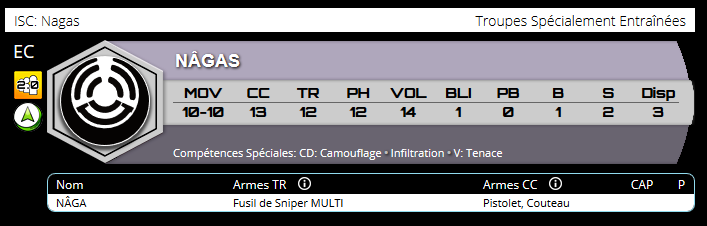 ISC: Nagas Troupes Spécialement Entraînées
EC
NÂGAS
MOV CC TR PH VOL BLI PB B S Disp
10-10 13 12 12 14 1 0 1 2 3
Compétences Spéciales: CD: Camouflage • Infiltration • V: Tenace
Nom Armes TR Armes CC CAP P
NÂGA Fusil de Sniper MULTI Pistolet, Couteau